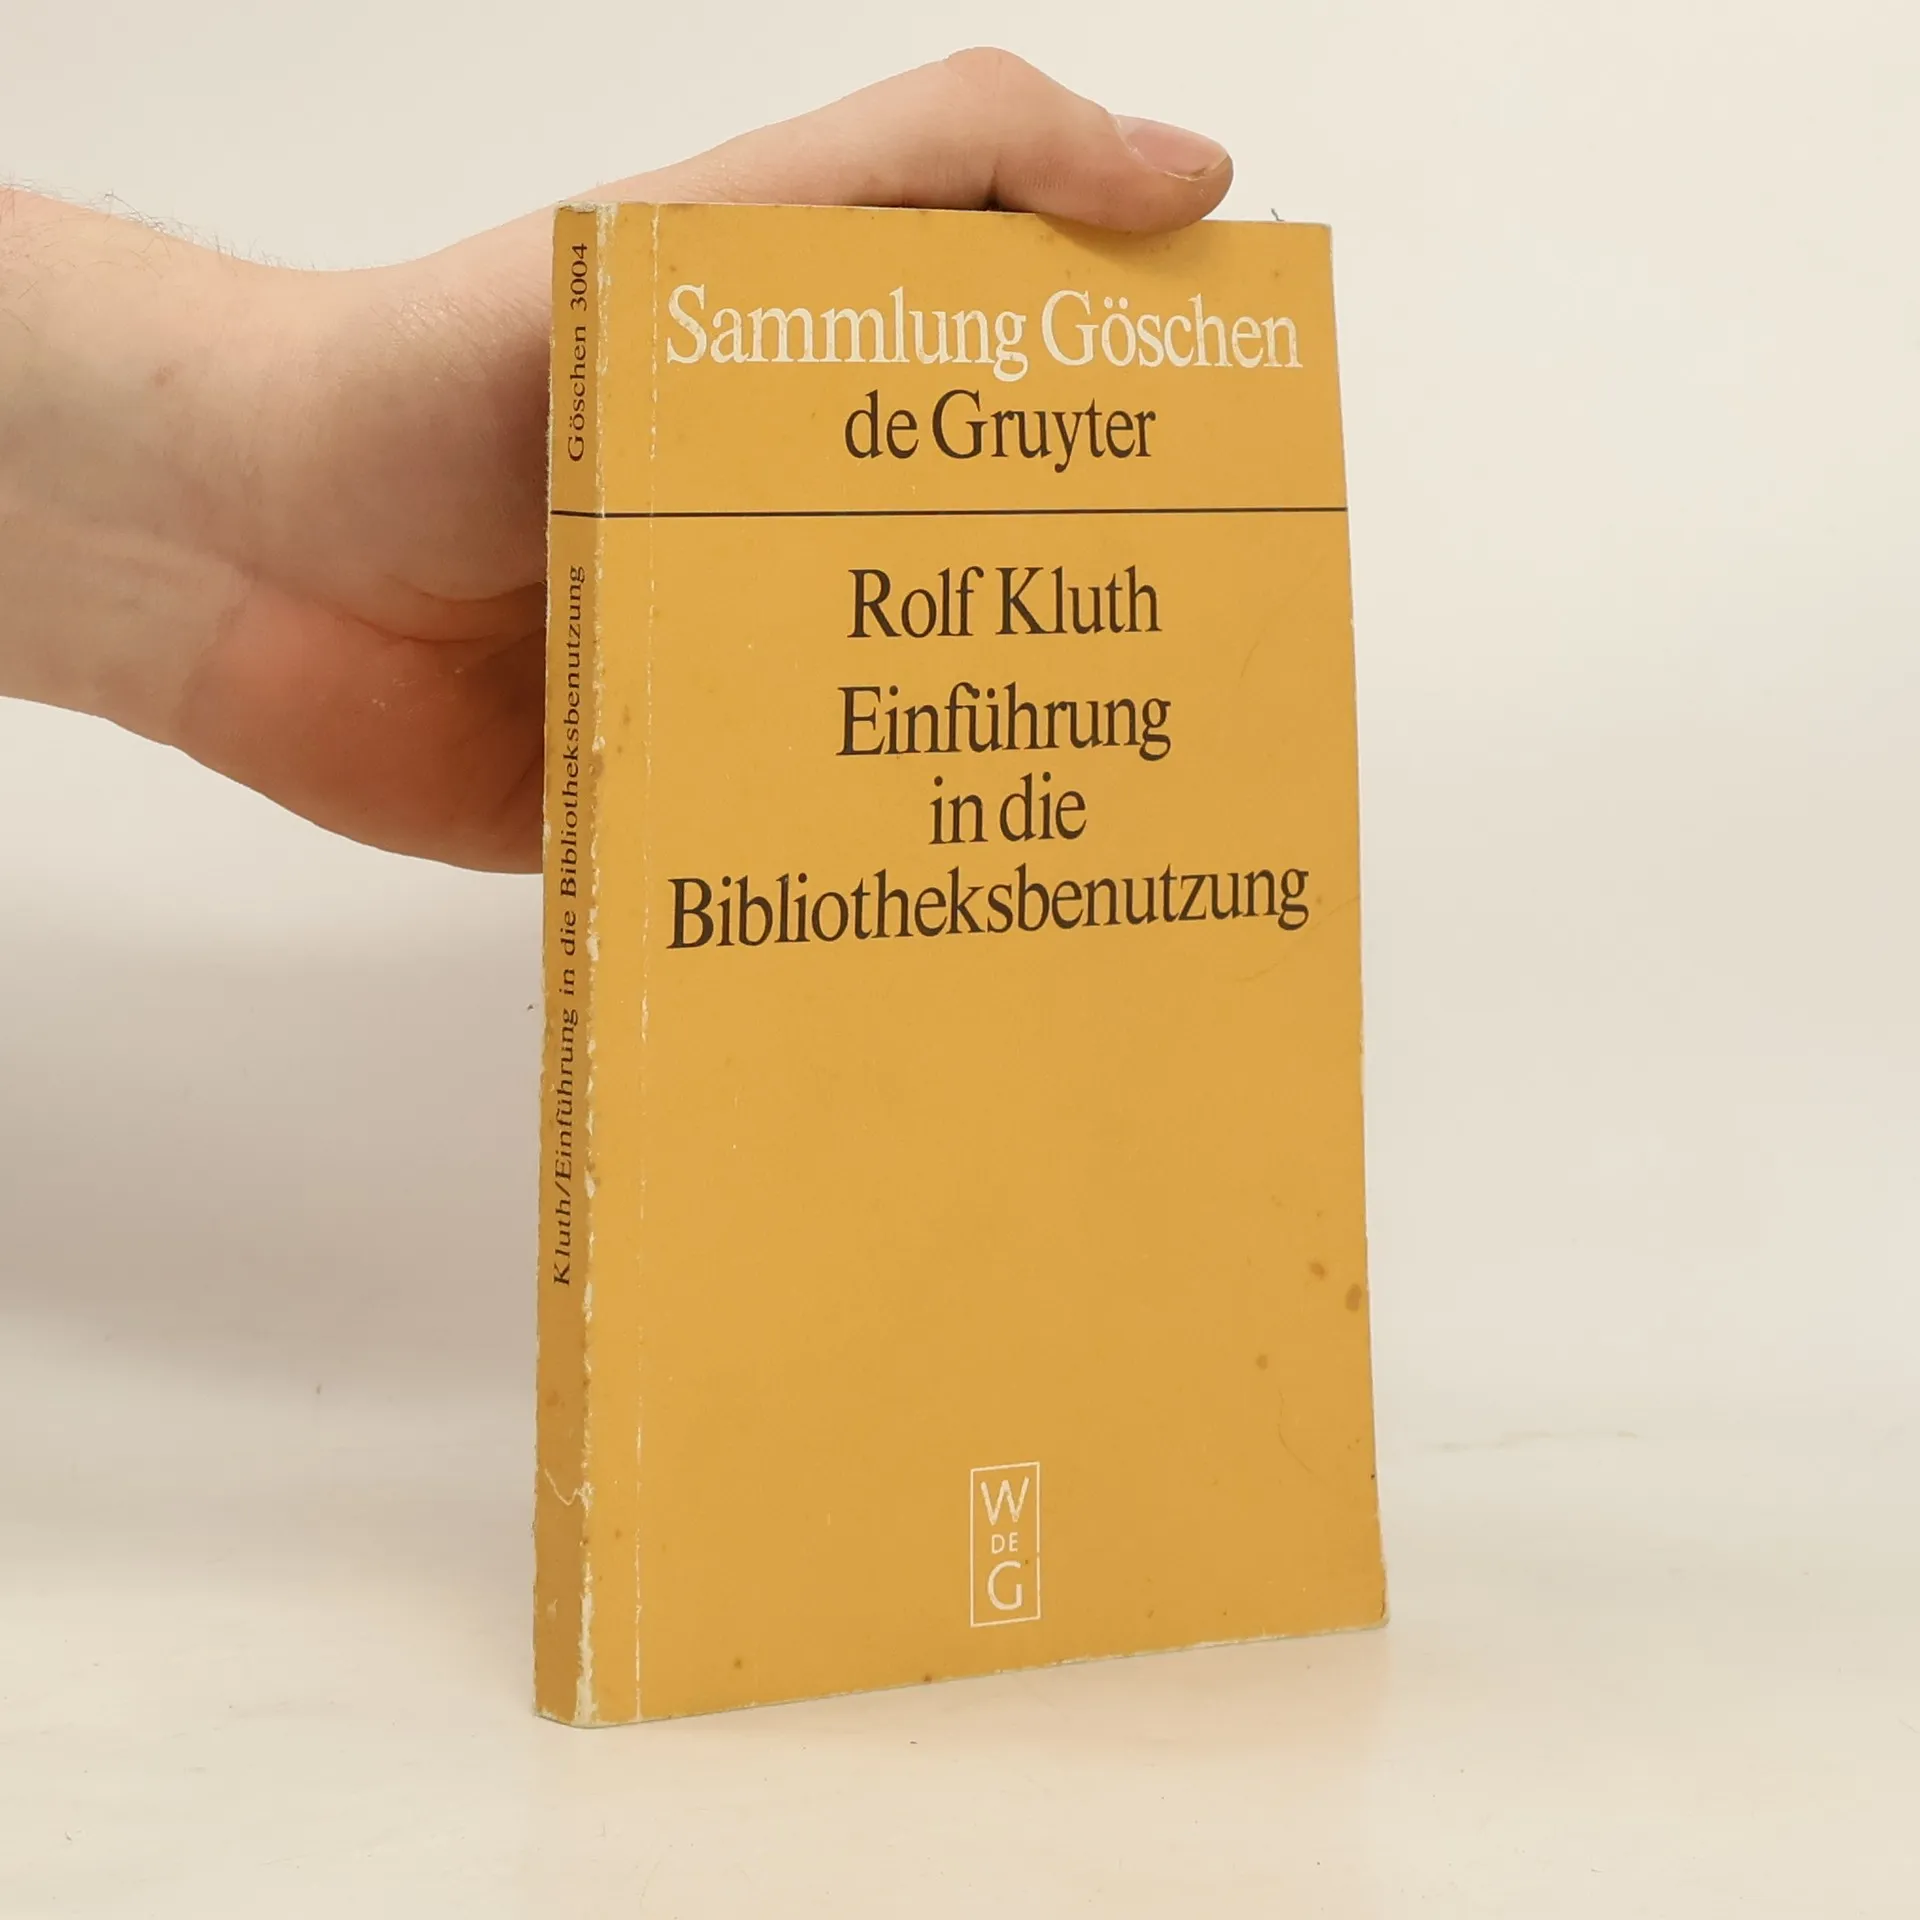 Sammlung Göschen
de Gruyter
Rolf Kluth
Einführung
in die
Bibliotheksbenutzung
W
DE
G
Kluth/Einführung in die Bibliotheksbenutzung Göschen 3004